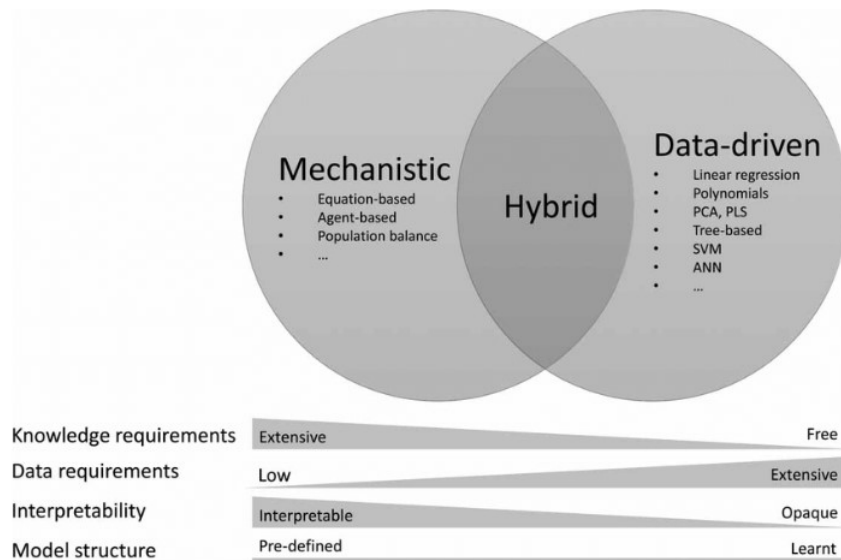 Mechanistic
• Equation-based
• Agent-based
• Population balance
• ...
Hybrid
Data-driven
• Linear regression
• Polynomials
• PCA, PLS
• Tree-based
• SVM
• ANN
• ...
Knowledge requirements Extensive Free
Data requirements Low Extensive
Interpretability Interpretable Opaque
Model structure Pre-defined Learnt